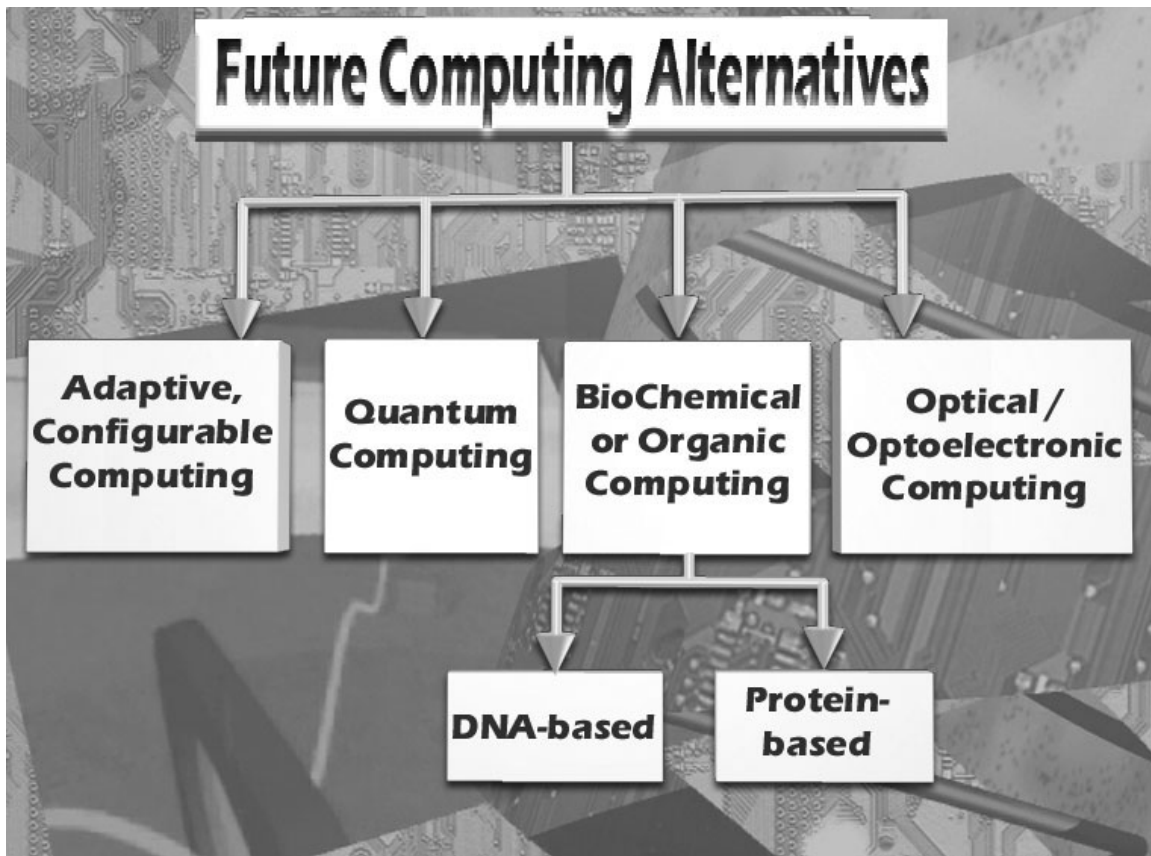 Future Computing Alternatives
Adaptive,
Configurable
Computing
Quantum
Computing
BioChemical
or Organic
Computing
Optical /
Optoelectronic
Computing
DNA-based
Protein-
based